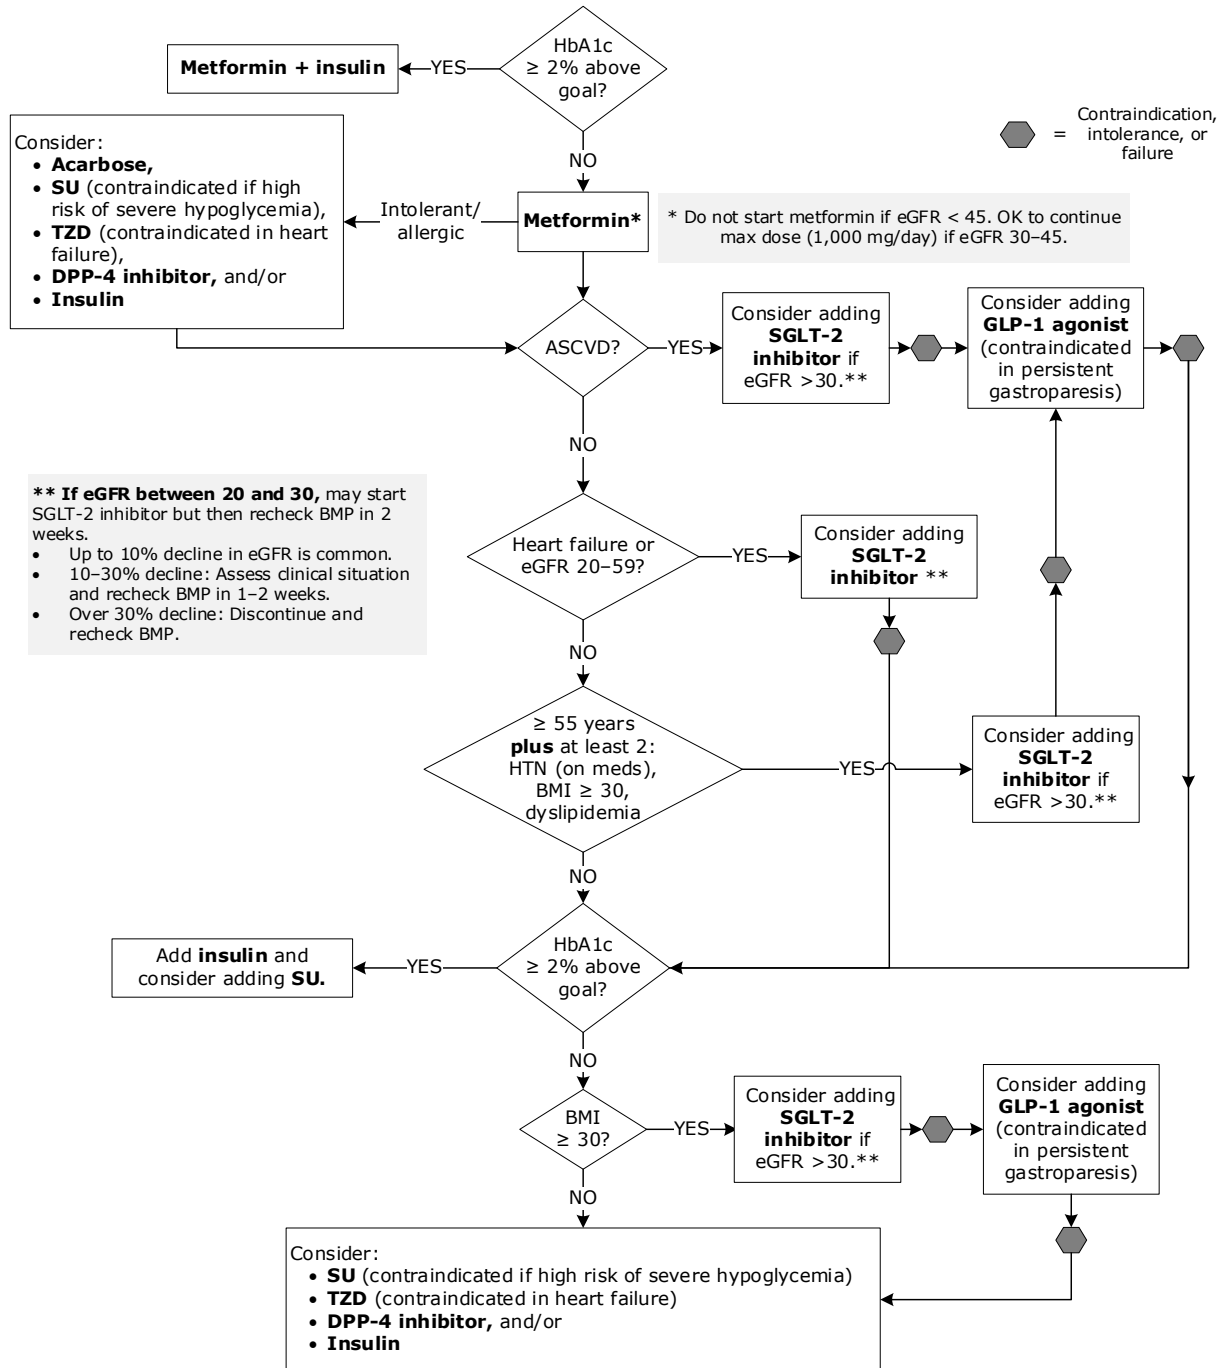 HbA1c
≥ 2% above
goal?
YES
Metformin + insulin
NO
= Contraindication,
intolerance, or
failure
Consider:
• Acarbose,
• SU (contraindicated if high
risk of severe hypoglycemia),
• TZD (contraindicated in heart
failure),
• DPP-4 inhibitor, and/or
• Insulin
Intolerant/
allergic
Metformin*
* Do not start metformin if eGFR < 45. OK to continue
max dose (1,000 mg/day) if eGFR 30–45.
ASCVD?
YES
Consider adding
SGLT-2
inhibitor if
eGFR >30.**
Consider adding
GLP-1 agonist
(contraindicated
in persistent
gastroparesis)
NO
** If eGFR between 20 and 30, may start
SGLT-2 inhibitor but then recheck BMP in 2
weeks.
• Up to 10% decline in eGFR is common.
• 10–30% decline: Assess clinical situation
and recheck BMP in 1–2 weeks.
• Over 30% decline: Discontinue and
recheck BMP.
Heart failure or
eGFR 20–59?
YES
Consider adding
SGLT-2
inhibitor **
NO
≥ 55 years
plus at least 2:
HTN (on meds),
BMI ≥ 30,
dyslipidemia
YES
Consider adding
SGLT-2
inhibitor if
eGFR >30.**
NO
HbA1c
≥ 2% above
goal?
YES
Add insulin and
consider adding SU.
NO
BMI
≥ 30?
YES
Consider adding
SGLT-2
inhibitor if
eGFR >30.**
Consider adding
GLP-1 agonist
(contraindicated
in persistent
gastroparesis)
NO
Consider:
• SU (contraindicated if high risk of severe hypoglycemia)
• TZD (contraindicated in heart failure)
• DPP-4 inhibitor, and/or
• Insulin